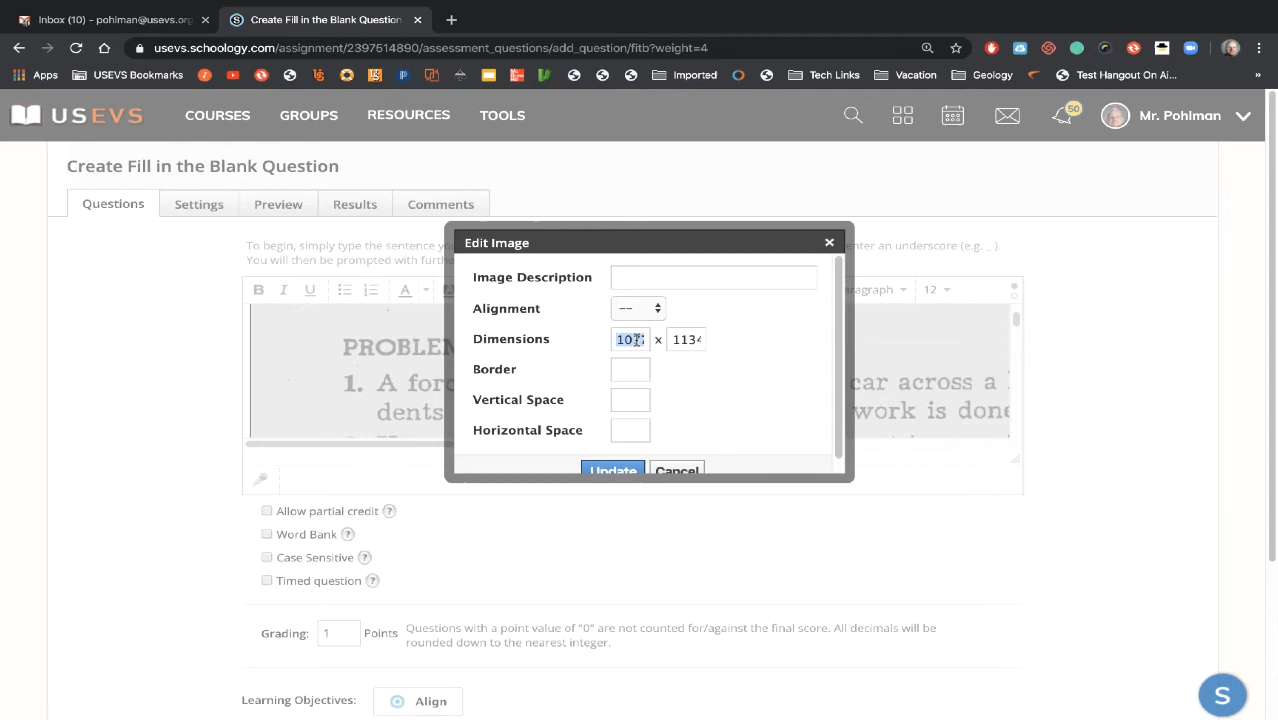 Inbox (10) - pohlman@usevs.org
Create Fill in the Blank Question
usevs.schoology.com/assignment/2397514890/assessment_questions/add_question/fitb?weight=4
Apps
USEVS Bookmarks
Imported
Tech Links
Vacation
Geology
Test Hangout On Ai...
»
USEVS
COURSES
GROUPS
RESOURCES
TOOLS
50
Mr. Pohlman
Create Fill in the Blank Question
Questions
Settings
Preview
Results
Comments
To begin, simply type the sentence yo
enter an underscore (e.g. _ ).
You will then be prompted with furth
B I U A
aragraph
12
PROBLEM
1. A for
car across a
dents
work is done
Edit Image
Image Description
Alignment
--
Dimensions
x 1134
Border
Vertical Space
Horizontal Space
Update
Cancel
Allow partial credit ?
Word Bank ?
Case Sensitive ?
Timed question ?
Grading:
1
Points
Questions with a point value of "0" are not counted for/against the final score. All decimals will be
rounded down to the nearest integer.
Learning Objectives:
Align
S